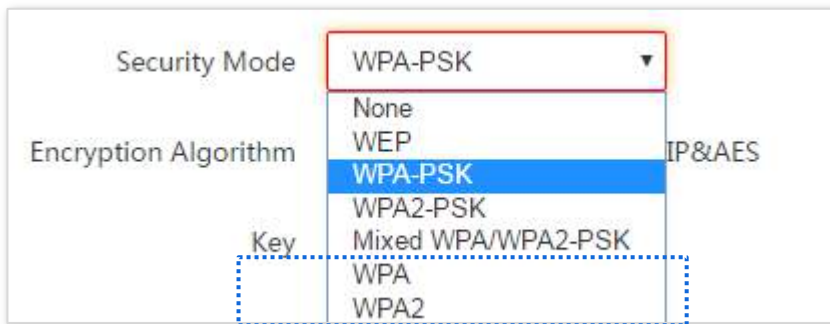 Security Mode WPA-PSK
None
Encryption Algorithm WEP IP&AES
WPA-PSK
WPA2-PSK
Key Mixed WPA/WPA2-PSK
WPA
WPA2